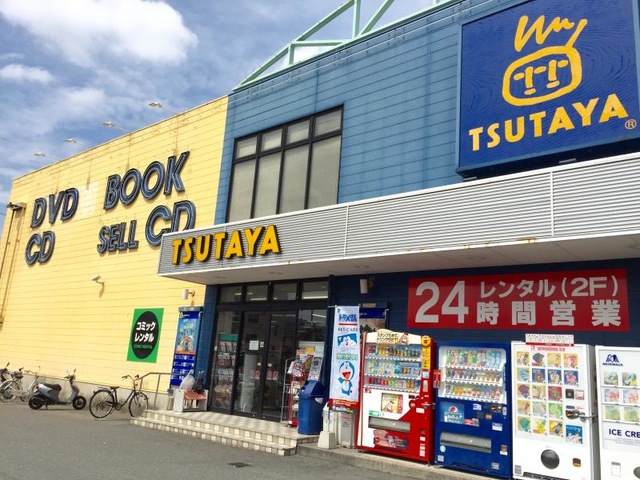 TSUTAYA®
DVD BOOK
CD SELL CD
TSUTAYA
24 レンタル(2F)
時間営業
コミック
レンタル
ICE CRE